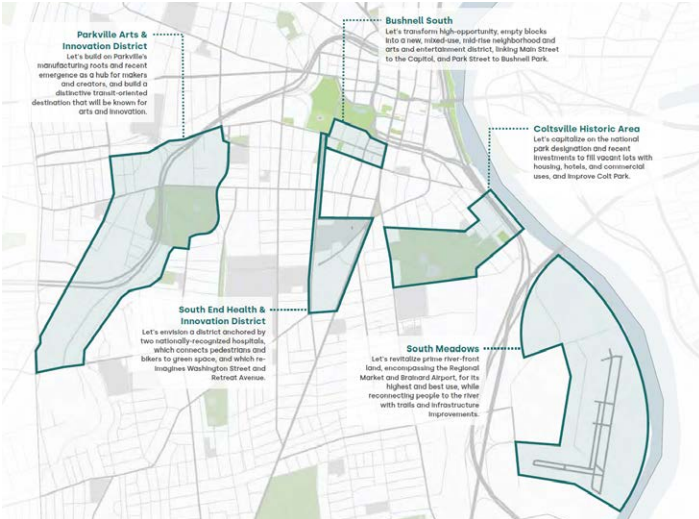 Parkville Arts &
Innovation District
Let's build on Parkville's
manufacturing roots and recent
emergence as a hub for makers
and creators, and build a
distinctive transit-oriented
destination that will be known for
arts and innovation.
Bushnell South
Let's transform high-opportunity, empty blocks
into a new, mixed-use, mid-rise neighborhood and
arts and entertainment district, linking Main Street
to the Capitol, and Park Street to Bushnell Park.
Coltsville Historic Area
Let's capitalize on the national
park designation and recent
investments to fill vacant lots with
housing, hotels, and commercial
uses, and improve Colt Park.
South End Health &
Innovation District
Let's envision a district anchored by
two nationally-recognized hospitals,
which connects pedestrians and
bikers to green space, and which re-
imagines Washington Street and
Retreat Avenue.
South Meadows
Let's revitalize prime river-front
land, encompassing the Regional
Market and Brainard Airport, for its
highest and best use, while
reconnecting people to the river
with trails and infrastructure
improvements.